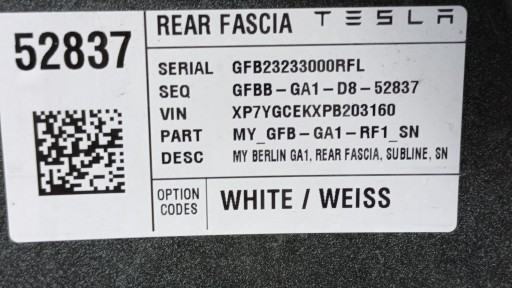 52837
REAR FASCIA TESLA
SERIAL GFB23233000RFL
SEQ GFBB-GA1-D8-52837
VIN XP7YGCEKXPB203160
PART MY_GFB-GA1-RF1_SN
DESC MY BERLIN GA1, REAR FASCIA, SUBLINE, SN
OPTION CODES WHITE / WEISS